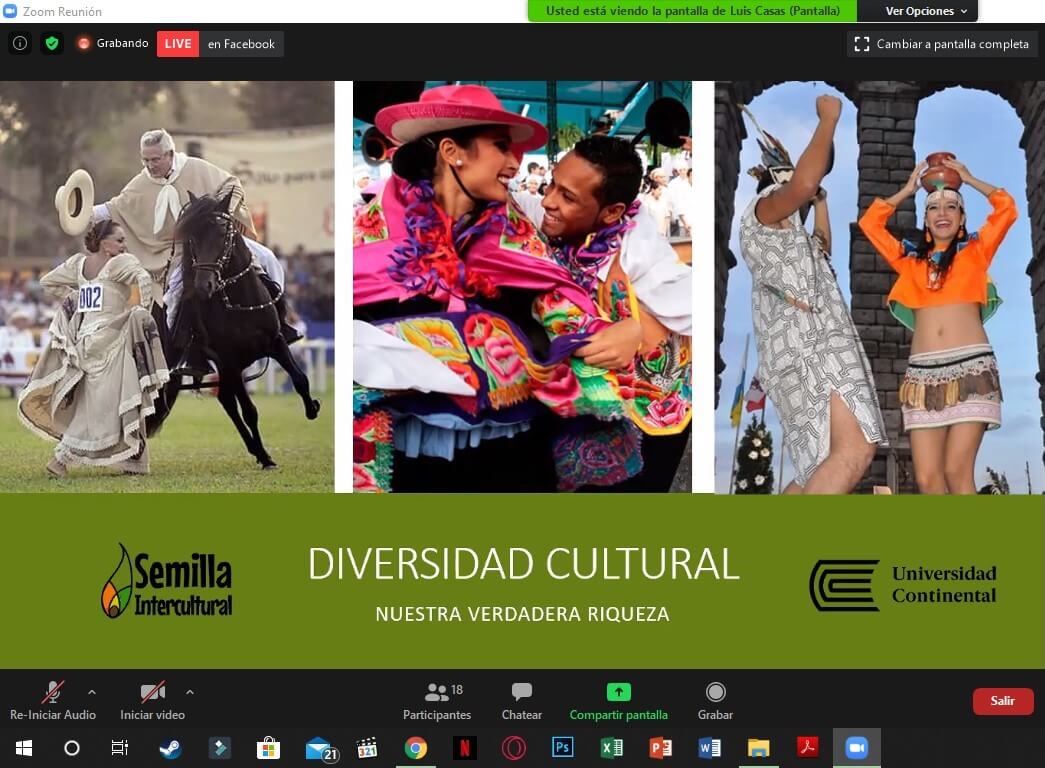 Zoom Reunión
Usted está viendo la pantalla de Luis Casas (Pantalla)
Ver Opciones
Grabando
LIVE
en Facebook
Cambiar a pantalla completa
002
Semilla
Intercultural
DIVERSIDAD CULTURAL
NUESTRA VERDADERA RIQUEZA
Universidad
Continental
Re-Iniciar Audio
Iniciar video
18
Participantes
Chatear
Compartir pantalla
Grabar
Salir
21
321
N
Ps
X
P
W